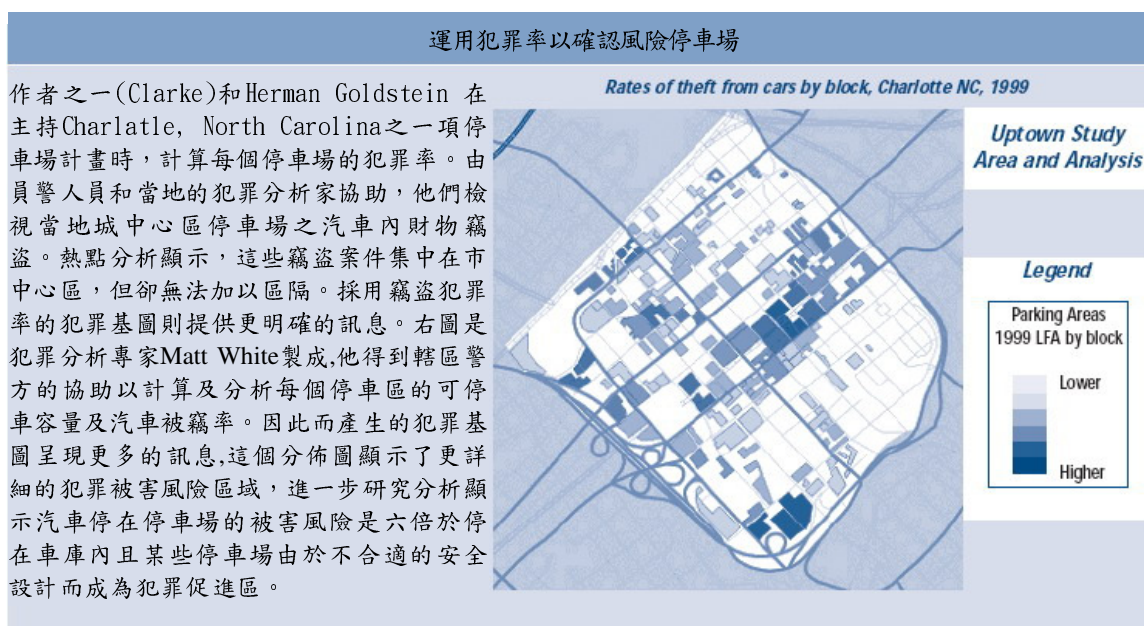 運用犯罪率以確認風險停車場
作者之一(Clarke)和Herman Goldstein 在
主持Charlatle, North Carolina之一項停
車場計畫時，計算每個停車場的犯罪率。由
員警人員和當地的犯罪分析家協助，他們檢
視當地城中心區停車場之汽車內財物竊
盜。熱點分析顯示，這些竊盜案件集中在市
中心區，但卻無法加以區隔。採用竊盜犯罪
率的犯罪基圖則提供更明確的訊息。右圖是
犯罪分析專家Matt White製成,他得到轄區警
方的協助以計算及分析每個停車區的可停
車容量及汽車被竊率。因此而產生的犯罪基
圖呈現更多的訊息,這個分佈圖顯示了更詳
細的犯罪被害風險區域，進一步研究分析顯
示汽車停在停車場的被害風險是六倍於停
在車庫內且某些停車場由於不合適的安全
設計而成為犯罪促進區。
Rates of theft from cars by block, Charlotte NC, 1999
Uptown Study
Area and Analysis
Legend
Parking Areas
1999 LFA by block
Lower
Higher